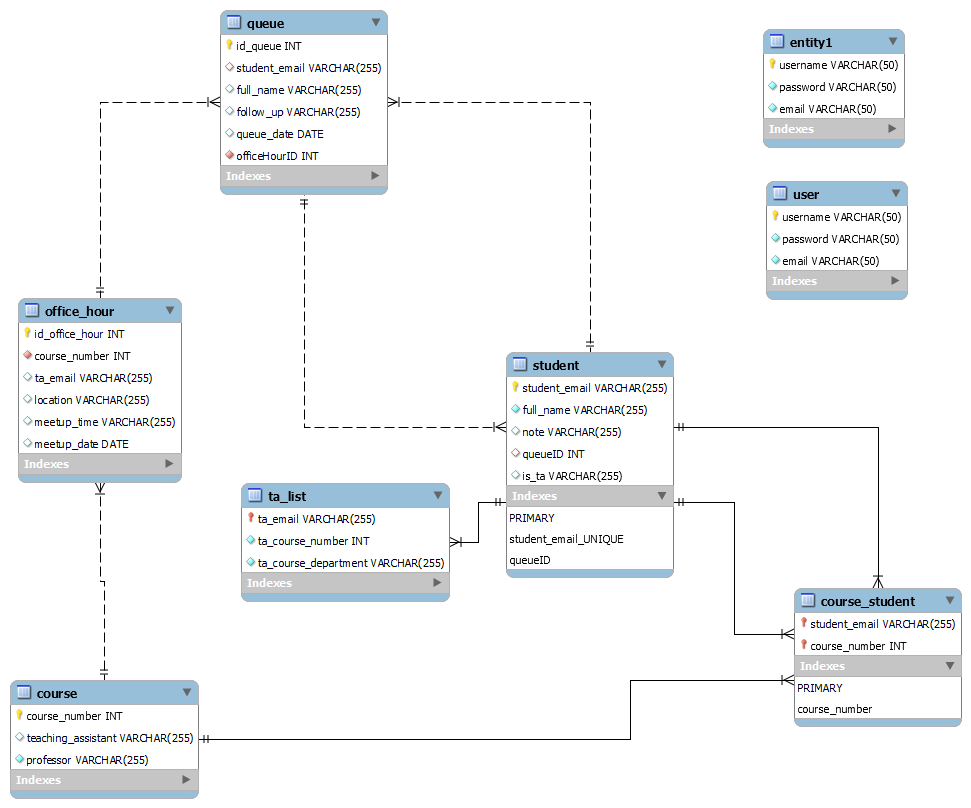 queue
id_queue INT
student_email VARCHAR(255)
full_name VARCHAR(255)
follow_up VARCHAR(255)
queue_date DATE
officeHourID INT
Indexes
entity1
username VARCHAR(50)
password VARCHAR(50)
email VARCHAR(50)
Indexes
user
username VARCHAR(50)
password VARCHAR(50)
email VARCHAR(50)
Indexes
office_hour
id_office_hour INT
course_number INT
ta_email VARCHAR(255)
location VARCHAR(255)
meetup_time VARCHAR(255)
meetup_date DATE
Indexes
student
student_email VARCHAR(255)
full_name VARCHAR(255)
note VARCHAR(255)
queueID INT
is_ta VARCHAR(255)
Indexes
PRIMARY
student_email_UNIQUE
queueID
ta_list
ta_email VARCHAR(255)
ta_course_number INT
ta_course_department VARCHAR(255)
Indexes
course_student
student_email VARCHAR(255)
course_number INT
Indexes
PRIMARY
course_number
course
course_number INT
teaching_assistant VARCHAR(255)
professor VARCHAR(255)
Indexes